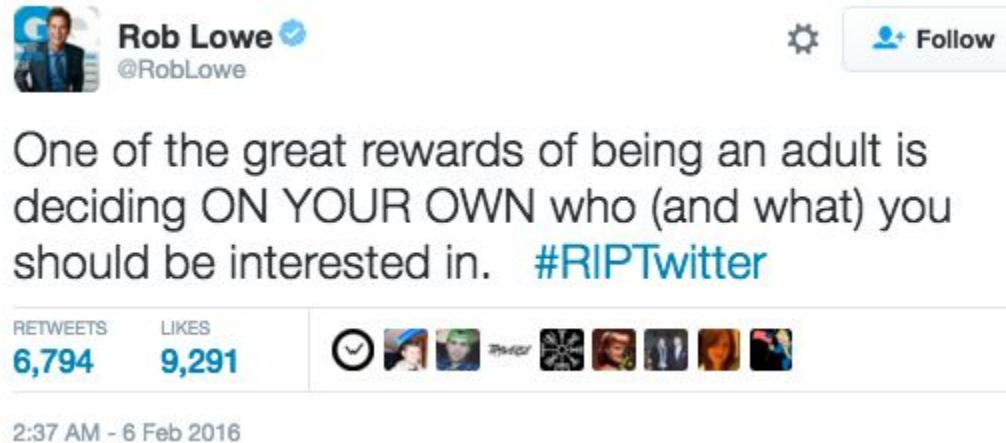 Rob Lowe
@RobLowe
Follow
One of the great rewards of being an adult is
deciding ON YOUR OWN who (and what) you
should be interested in. #RIPTwitter
RETWEETS LIKES
6,794 9,291
2:37 AM - 6 Feb 2016